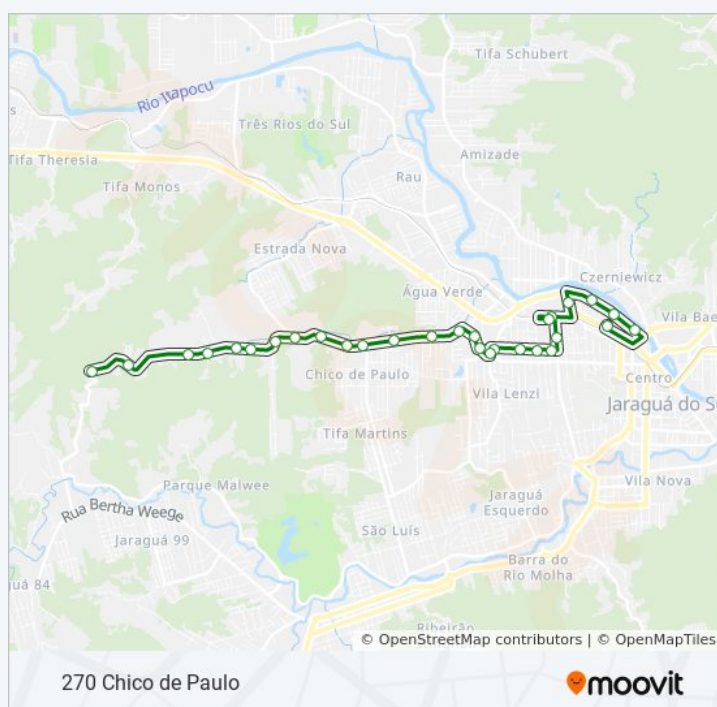 Tifa Schubert
Rio Itapocu
s
Três Rios do Sul
Amizade
Tifa Theresia
Rau
Tifa Monos
Estrada Nova
Czerniewicz
Água Verde
Vila Bae
Chico de Paulo
Centro
Vila Lenzi
Jaraguá do Su
Tifa Martins
Parque Malwee
Vila Nova
Rua Bertha Weege
Jaraguá
Esquerdo
São Luís
Jaraguá 99
Barra do
Rio Molha
guá 84
Ribeirão
© OpenStreetMap contributors | © OpenMapTiles
270 Chico de Paulo
moovit